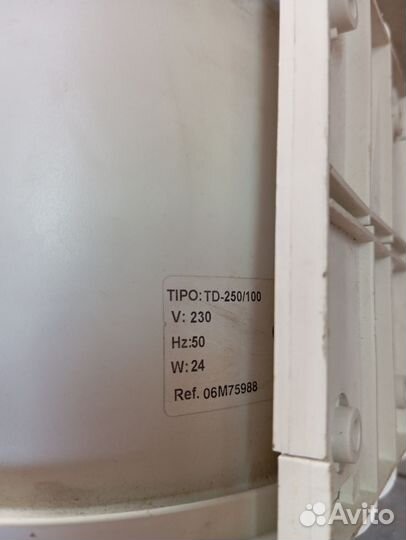 TIPO: TD-250/100
V: 230
Hz:50
W: 24
Ref. 06M75988
Avito